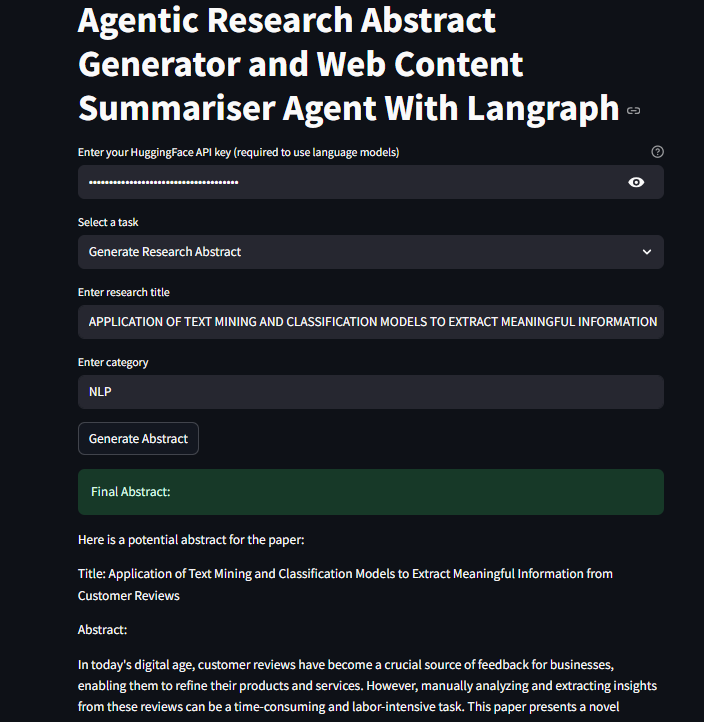 Agentic Research Abstract
Generator and Web Content
Summariser Agent With Langraph
Enter your HuggingFace API key (required to use language models)
Select a task
Generate Research Abstract
Enter research title
APPLICATION OF TEXT MINING AND CLASSIFICATION MODELS TO EXTRACT MEANINGFUL INFORMATION
Enter category
NLP
Generate Abstract
Final Abstract:
Here is a potential abstract for the paper:
Title: Application of Text Mining and Classification Models to Extract Meaningful Information from
Customer Reviews
Abstract:
In today's digital age, customer reviews have become a crucial source of feedback for businesses,
enabling them to refine their products and services. However, manually analyzing and extracting insights
from these reviews can be a time-consuming and labor-intensive task. This paper presents a novel